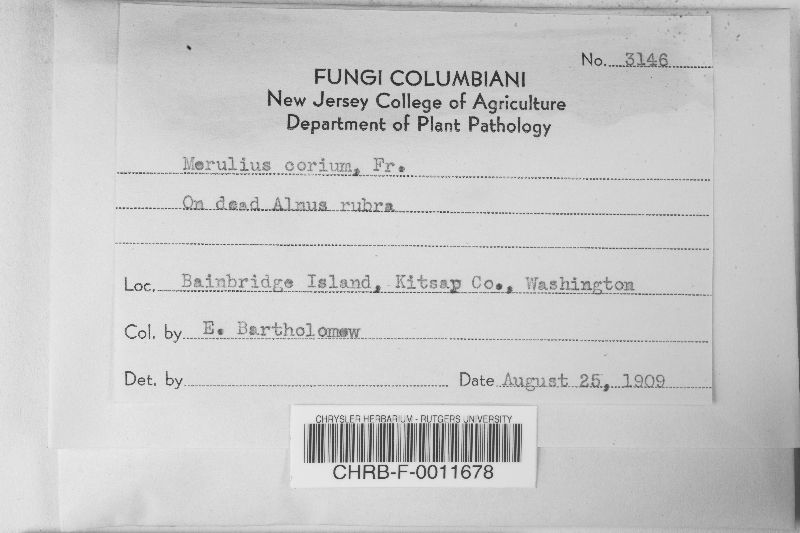 No. 3146
FUNGI COLUMBIANI
New Jersey College of Agriculture
Department of Plant Pathology
Merulius corium, Fr.
On dead Alnus rubra
Loc. Bainbridge Island, Kitsap Co., Washington
Col. by E. Bartholomew
Det. by Date August 25, 1909
CHRYSLER HERBARIUM - RUTGERS UNIVERSITY
CHRB-F-0011678